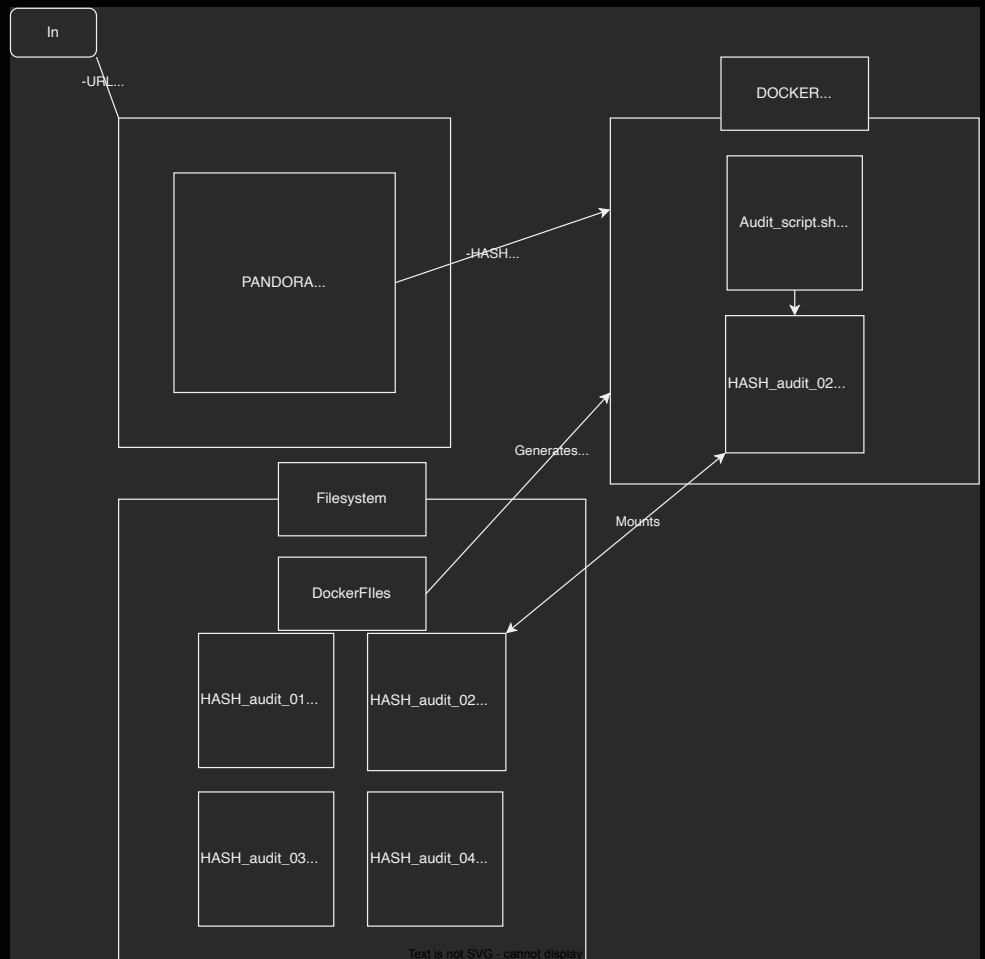 In
-URL...
DOCKER...
Audit_script.sh...
-HASH...
PANDORA...
HASH_audit_02...
Generates...
Filesystem
Mounts
DockerFIles
HASH_audit_01...
HASH_audit_02...
HASH_audit_03...
HASH_audit_04...
Text is not SVG - cannot display